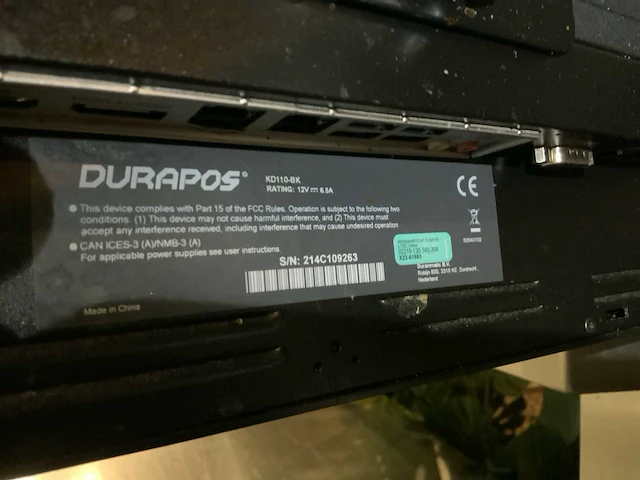 DURAPOS®
KD110-BK
RATING: 12V⎓ 6.5A
CE
• This device complies with Part 15 of the FCC Rules. Operation is subject to the following two
conditions. (1) This device may not cause harmful interference, and (2) This device must
accept any interference received, including interference that may cause undesired operation
• CAN ICES-3 (A)/NMB-3 (A)
For applicable power supplies see user instructions.
S/N: 214C109263
Made in China
Nederland